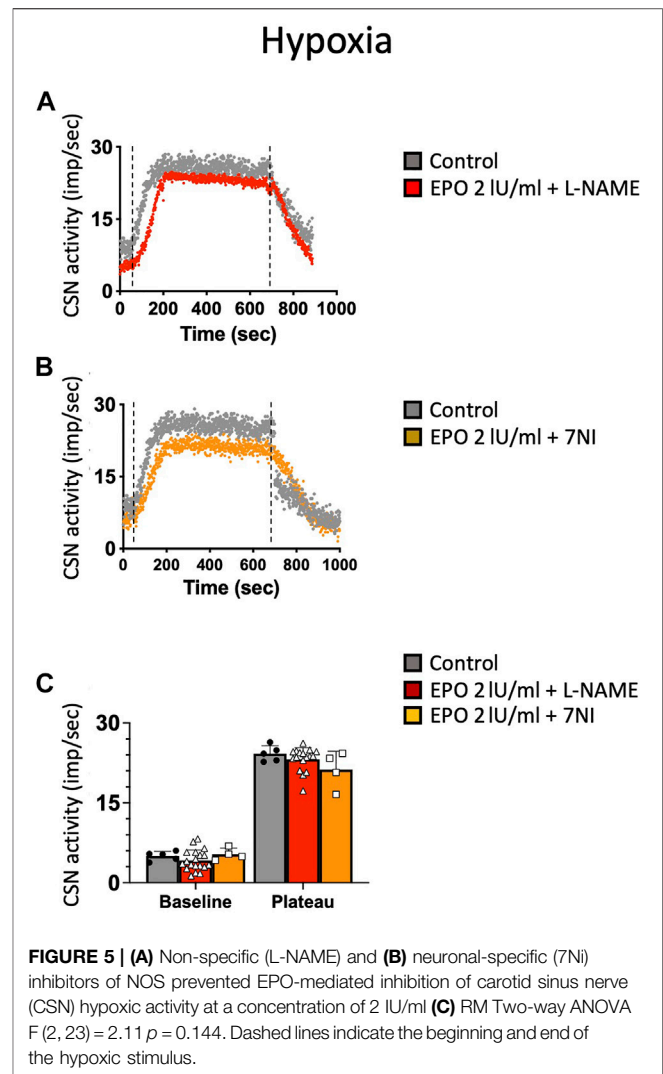 Hypoxia
A
CSN activity (imp/sec)
30
15
0
0 200 400 600 800 1000
Time (sec)
Control
EPO 2 IU/ml + L-NAME
B
CSN activity (imp/sec)
30
15
0
0 200 400 600 800 1000
Time (sec)
Control
EPO 2 IU/ml + 7NI
C
CSN activity (imp/sec)
30
15
0
Baseline Plateau
Control
EPO 2 IU/ml + L-NAME
EPO 2 IU/ml + 7NI
FIGURE 5 | (A) Non-specific (L-NAME) and (B) neuronal-specific (7Ni)
inhibitors of NOS prevented EPO-mediated inhibition of carotid sinus nerve
(CSN) hypoxic activity at a concentration of 2 IU/ml (C) RM Two-way ANOVA
F (2, 23) = 2.11 p = 0.144. Dashed lines indicate the beginning and end of
the hypoxic stimulus.